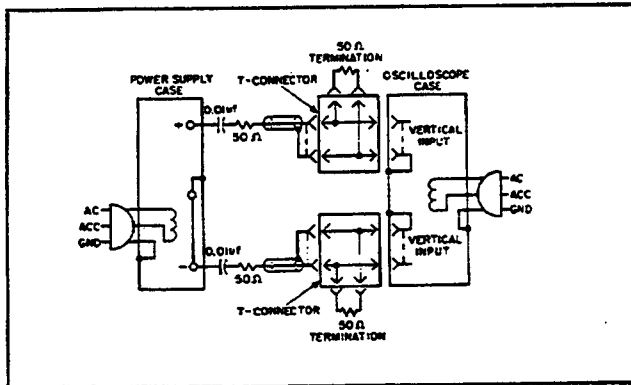 50 Ω
TERMINATION
T-CONNECTOR
POWER SUPPLY
CASE
OSCILLOSCOPE
CASE
0.01uf
+
50 Ω
VERTICAL
INPUT
AC
ACC
GND
AC
ACC
GND
0.01uf
-
50 Ω
VERTICAL
INPUT
T-CONNECTOR
50 Ω
TERMINATION